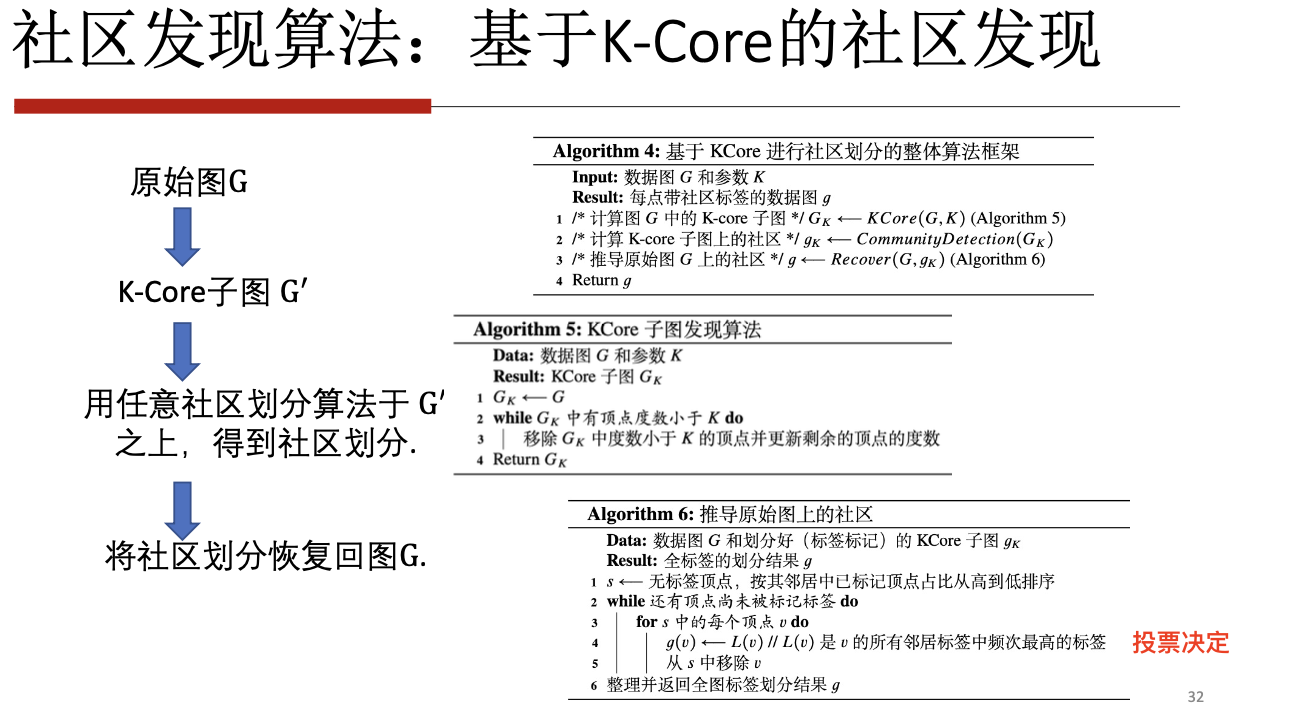 社区发现算法：基于K-Core的社区发现
原始图G
K-Core子图 G′
用任意社区划分算法于 G′
之上，得到社区划分.
将社区划分恢复回图G.
Algorithm 4: 基于 KCore 进行社区划分的整体算法框架
Input: 数据图 G 和参数 K
Result: 每点带社区标签的数据图 g
1 /* 计算图 G 中的 K-core 子图 */ G_K ⟵ KCore(G, K) (Algorithm 5)
2 /* 计算 K-core 子图上的社区 */ g_K ⟵ CommunityDetection(G_K)
3 /* 推导原始图 G 上的社区 */ g ⟵ Recover(G, g_K) (Algorithm 6)
4 Return g
Algorithm 5: KCore 子图发现算法
Data: 数据图 G 和参数 K
Result: KCore 子图 G_K
1 G_K ⟵ G
2 while G_K 中有顶点度数小于 K do
3 移除 G_K 中度数小于 K 的顶点并更新剩余的顶点的度数
4 Return G_K
Algorithm 6: 推导原始图上的社区
Data: 数据图 G 和划分好（标签标记）的 KCore 子图 g_K
Result: 全标签的划分结果 g
1 s ⟵ 无标签顶点，按其邻居中已标记顶点占比从高到低排序
2 while 还有顶点尚未被标记标签 do
3 for s 中的每个顶点 v do
4 g(v) ⟵ L(v) // L(v) 是 v 的所有邻居标签中频次最高的标签
投票决定
5 从 s 中移除 v
6 整理并返回全图标签划分结果 g
32